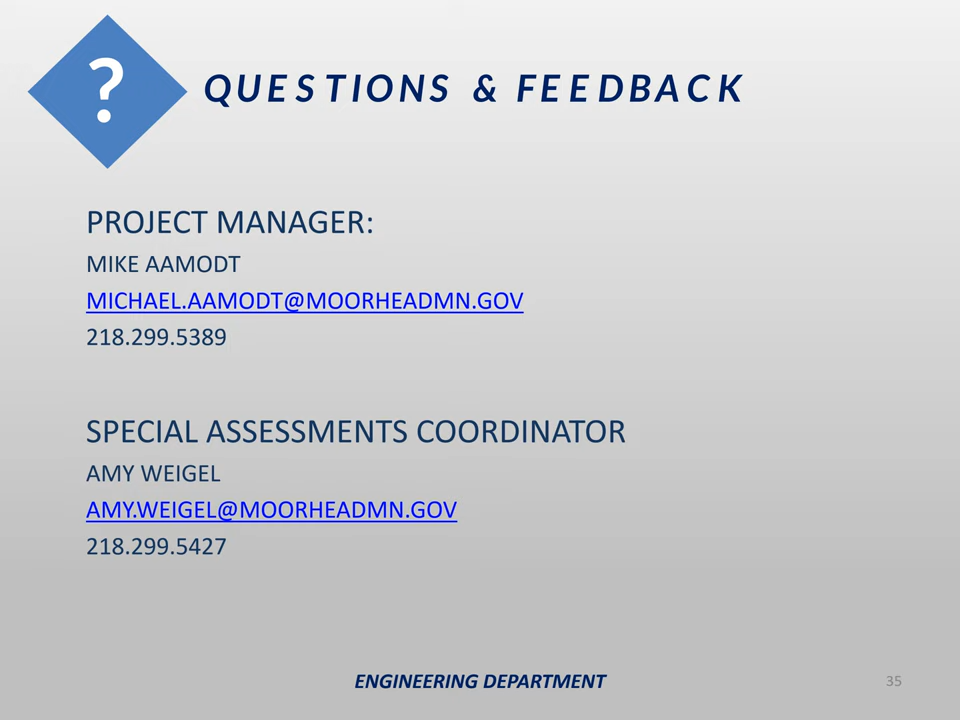 ?
QUESTIONS & FEEDBACK
PROJECT MANAGER:
MIKE AAMODT
MICHAEL.AAMODT@MOORHEADMN.GOV
218.299.5389
SPECIAL ASSESSMENTS COORDINATOR
AMY WEIGEL
AMY.WEIGEL@MOORHEADMN.GOV
218.299.5427
ENGINEERING DEPARTMENT
35